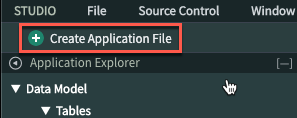 STUDIO File Source Control Window
Create Application File
Application Explorer [—]
Data Model
Tables